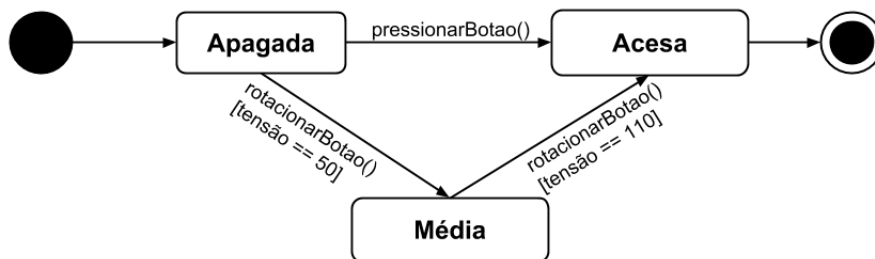 pressionarBotao()
Apagada
Acesa
rotacionarBotao()
[tensão == 50]
rotacionarBotao()
[tensão == 110]
Média